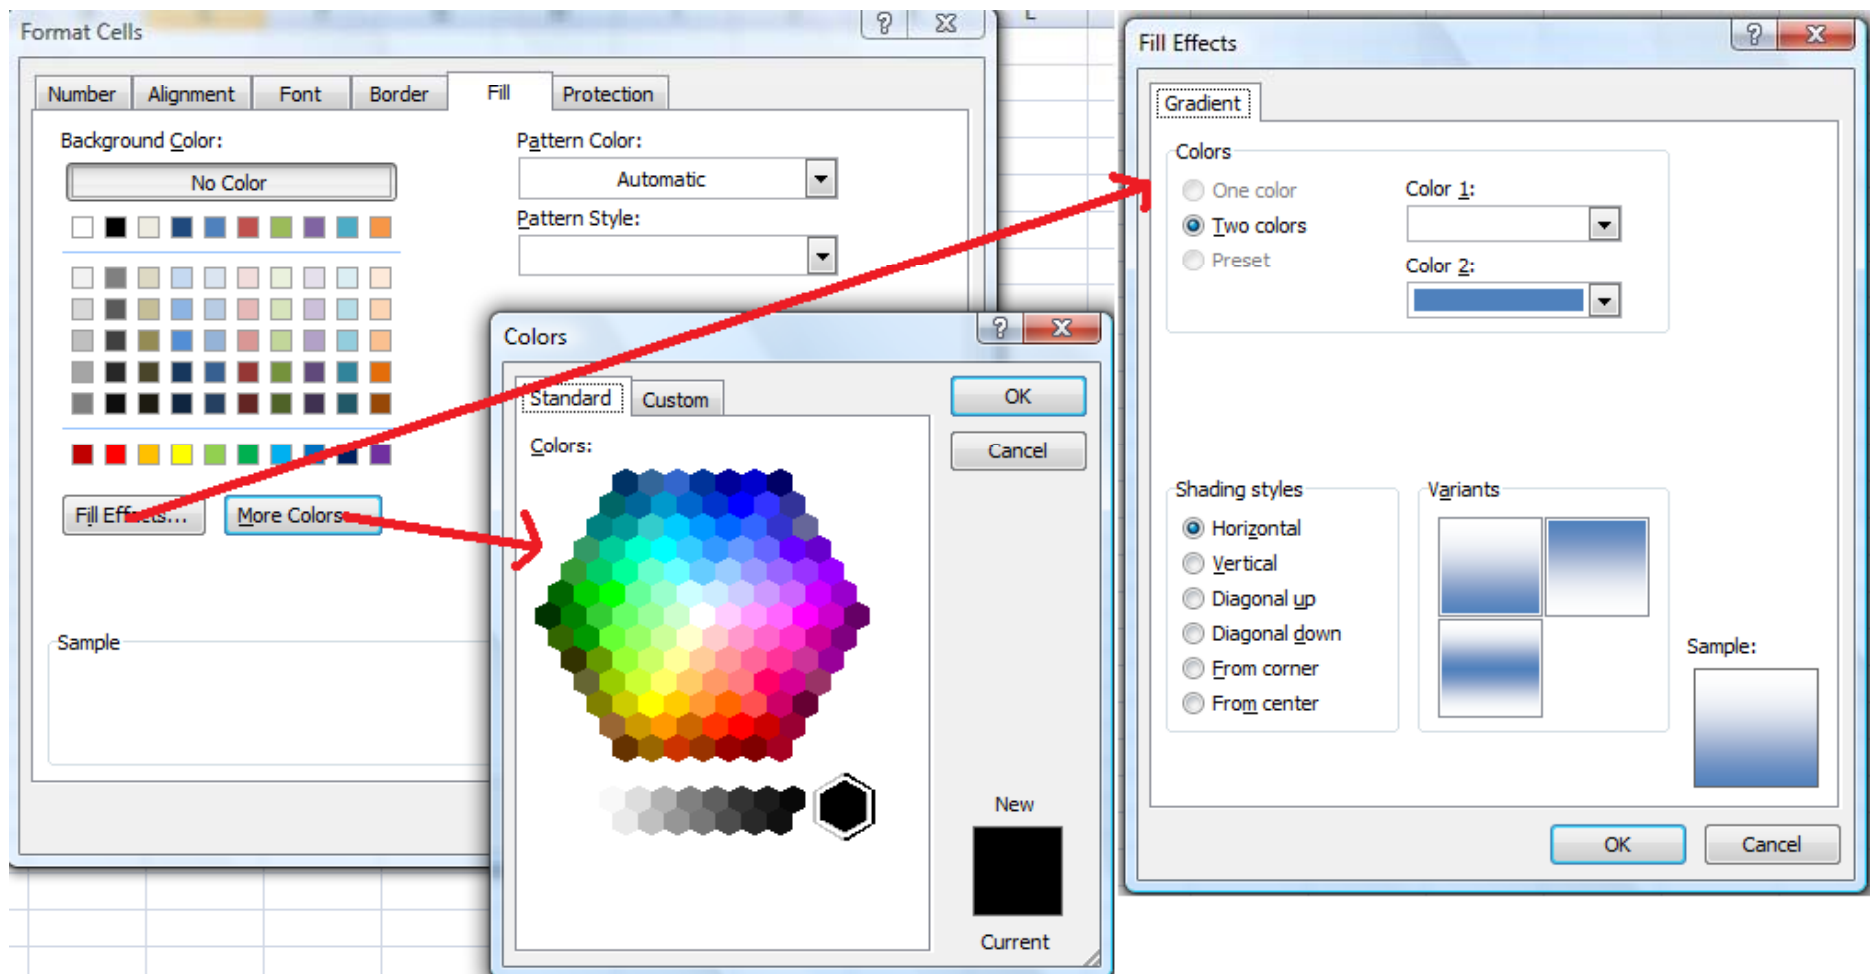 Format Cells
Number Alignment Font Border Fill Protection
Background Color:
No Color
Pattern Color:
Automatic
Pattern Style:
Fill Effects...
More Colors
Sample
L
Colors
Standard Custom
Colors:
OK
Cancel
New
Current
Fill Effects
Gradient
Colors
One color
Two colors
Preset
Color 1:
Color 2:
Shading styles
Horizontal
Vertical
Diagonal up
Diagonal down
From corner
From center
Variants
Sample:
OK
Cancel